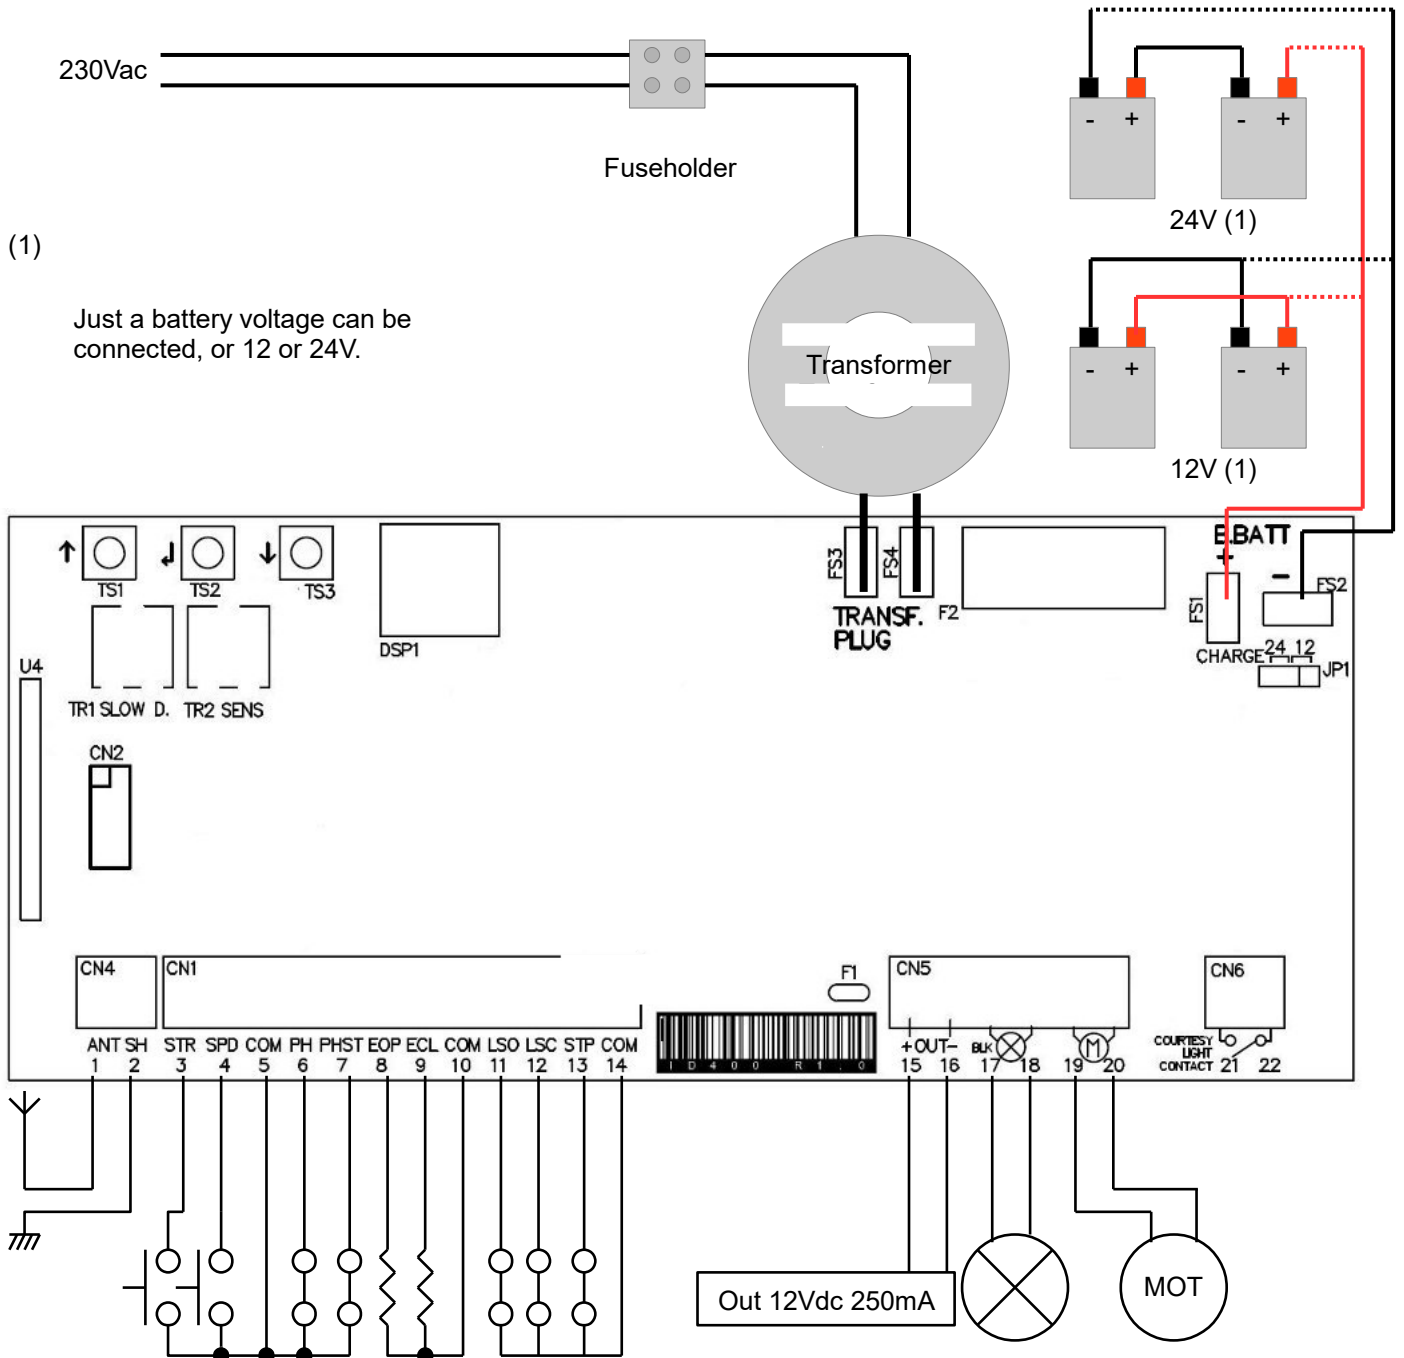 230Vac
Fuseholder
- + - +
24V (1)
(1)
Just a battery voltage can be
connected, or 12 or 24V.
Transformer
- + - +
12V (1)
TS1 TS2 TS3
DSP1
FS3 FS4
TRANSF.
PLUG
F2
B.BATT
+ -
FS1 FS2
CHARGE 24 12
JP1
U4
TR1 SLOW D. TR2 SENS
CN2
CN4 CN1 F1 CN5 CN6
ANT SH STR SPD COM PH PHST EOP ECL COM LSO LSC STP COM
1 2 3 4 5 6 7 8 9 10 11 12 13 14
ID400 R1.0
+OUT- BLK M
15 16 17 18 19 20
COURTESY
LIGHT
CONTACT 21 22
Out 12Vdc 250mA
MOT